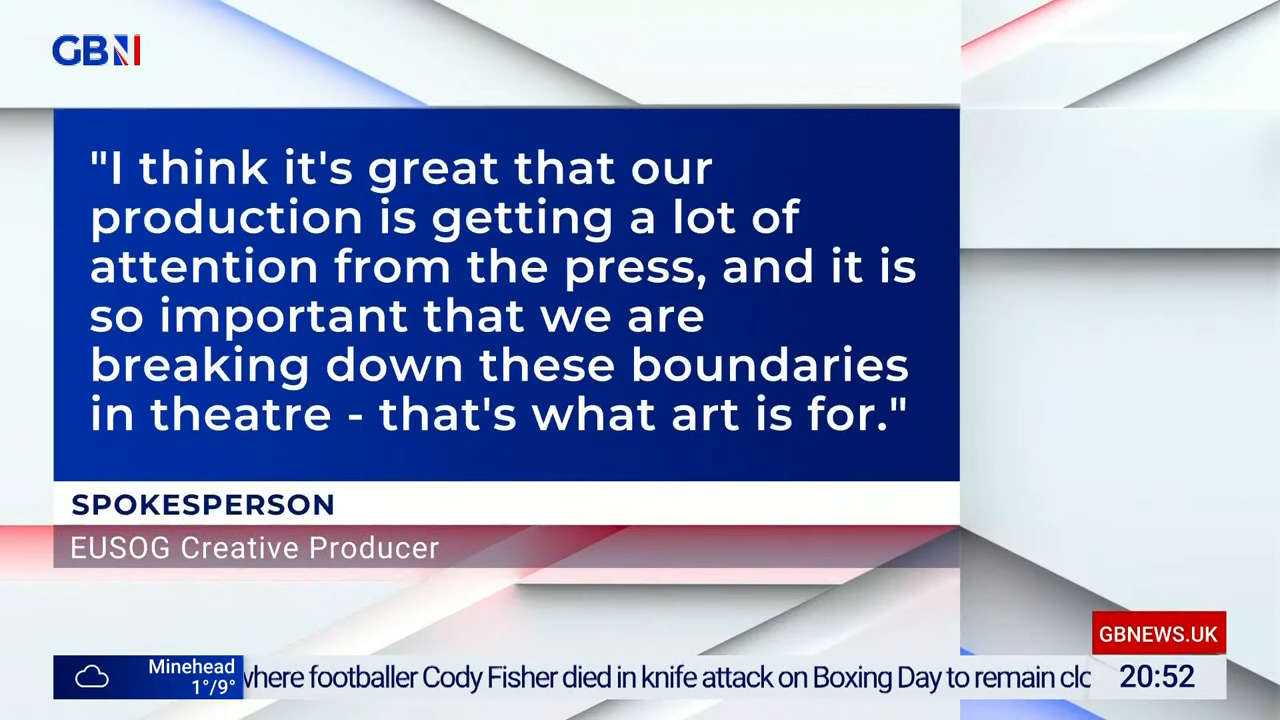 GBN
"I think it's great that our
production is getting a lot of
attention from the press, and it is
so important that we are
breaking down these boundaries
in theatre - that's what art is for."
SPOKESPERSON
EUSOG Creative Producer
GBNEWS.UK
Minehead
1°/9°
where footballer Cody Fisher died in knife attack on Boxing Day to remain clo
20:52